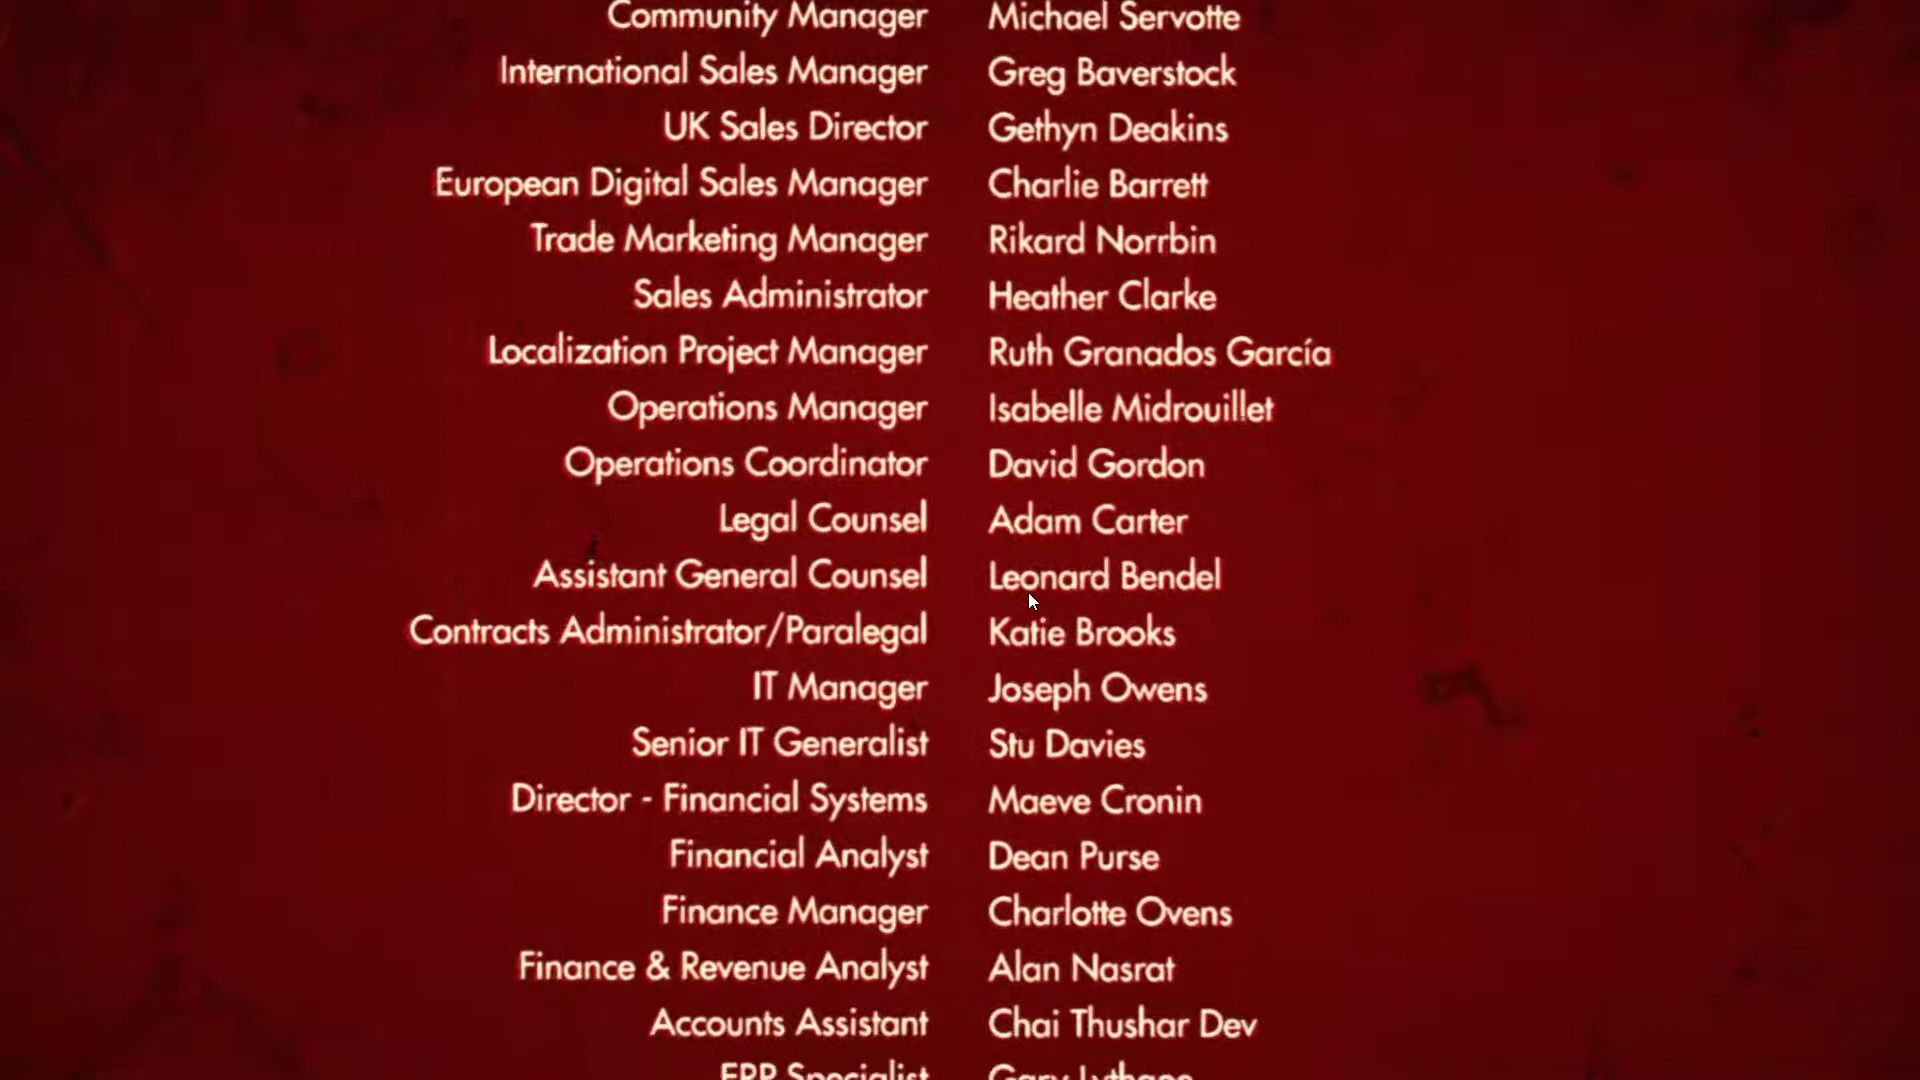 Community Manager Michael Servotte
International Sales Manager Greg Baverstock
UK Sales Director Gethyn Deakins
European Digital Sales Manager Charlie Barrett
Trade Marketing Manager Rikard Norrbin
Sales Administrator Heather Clarke
Localization Project Manager Ruth Granados García
Operations Manager Isabelle Midrouillet
Operations Coordinator David Gordon
Legal Counsel Adam Carter
Assistant General Counsel Leonard Bendel
Contracts Administrator/Paralegal Katie Brooks
IT Manager Joseph Owens
Senior IT Generalist Stu Davies
Director - Financial Systems Maeve Cronin
Financial Analyst Dean Purse
Finance Manager Charlotte Ovens
Finance & Revenue Analyst Alan Nasrat
Accounts Assistant Chai Thushar Dev
ERP Specialist Gary